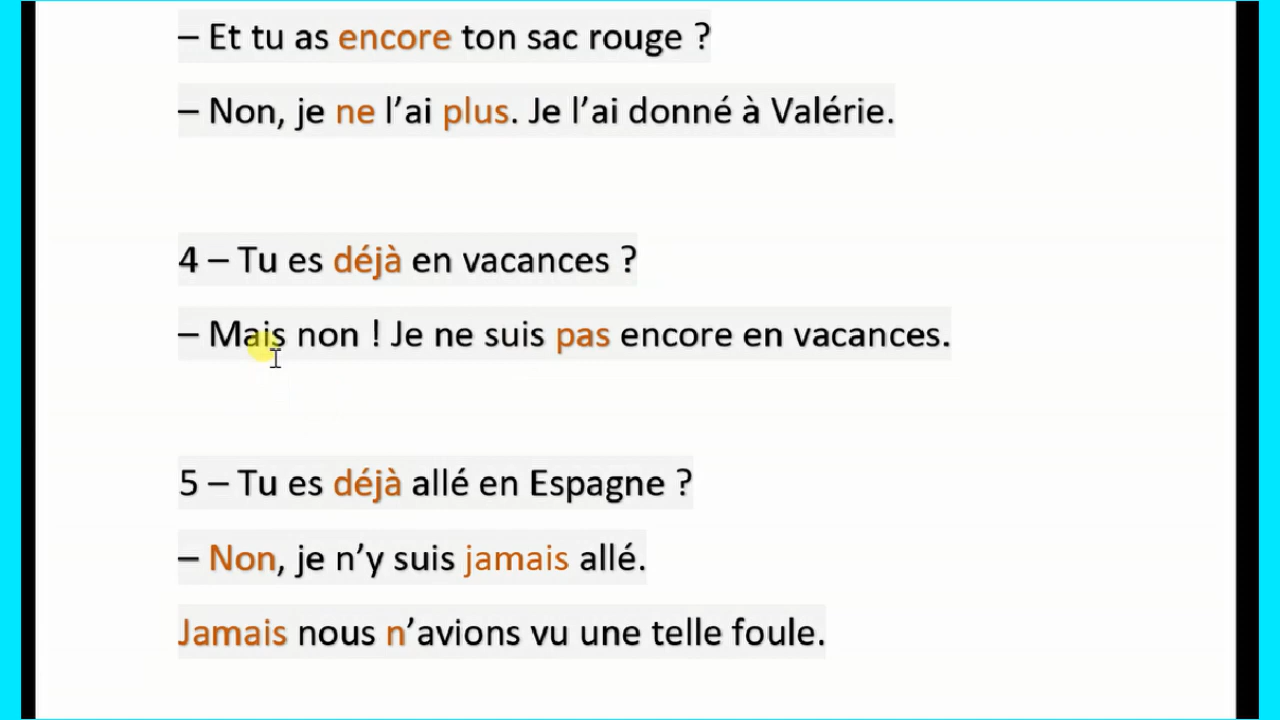 – Et tu as encore ton sac rouge ?
– Non, je ne l’ai plus. Je l’ai donné à Valérie.
4 – Tu es déjà en vacances ?
– Mais non ! Je ne suis pas encore en vacances.
5 – Tu es déjà allé en Espagne ?
– Non, je n’y suis jamais allé.
Jamais nous n’avions vu une telle foule.